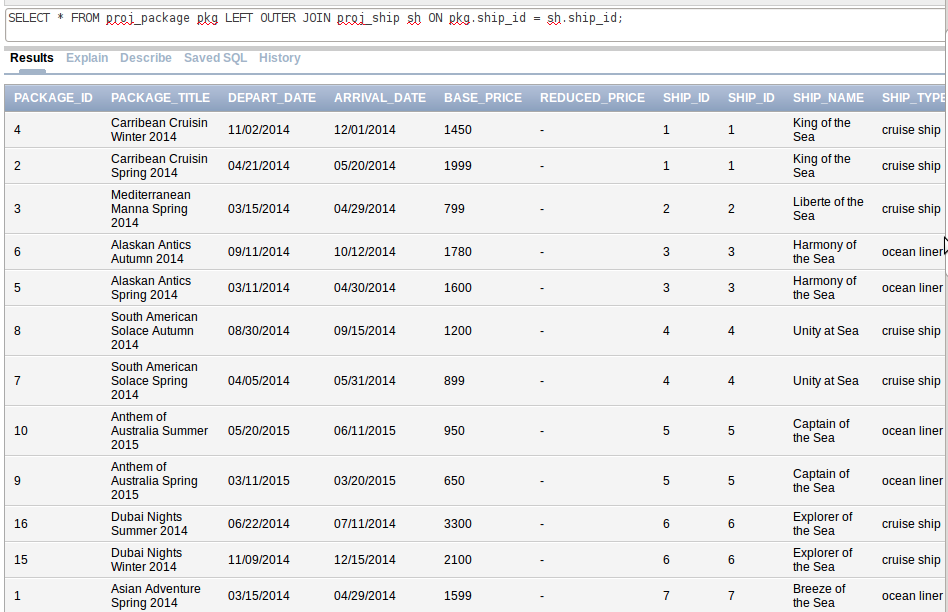 SELECT * FROM proj_package pkg LEFT OUTER JOIN proj_ship sh ON pkg.ship_id = sh.ship_id;
Results Explain Describe Saved SQL History
PACKAGE_ID PACKAGE_TITLE DEPART_DATE ARRIVAL_DATE BASE_PRICE REDUCED_PRICE SHIP_ID SHIP_ID SHIP_NAME SHIP_TYPE
4 Carribean Cruisin Winter 2014 11/02/2014 12/01/2014 1450 - 1 1 King of the Sea cruise ship
2 Carribean Cruisin Spring 2014 04/21/2014 05/20/2014 1999 - 1 1 King of the Sea cruise ship
3 Mediterranean Manna Spring 2014 03/15/2014 04/29/2014 799 - 2 2 Liberte of the Sea cruise ship
6 Alaskan Antics Autumn 2014 09/11/2014 10/12/2014 1780 - 3 3 Harmony of the Sea ocean liner
5 Alaskan Antics Spring 2014 03/11/2014 04/30/2014 1600 - 3 3 Harmony of the Sea ocean liner
8 South American Solace Autumn 2014 08/30/2014 09/15/2014 1200 - 4 4 Unity at Sea cruise ship
7 South American Solace Spring 2014 04/05/2014 05/31/2014 899 - 4 4 Unity at Sea cruise ship
10 Anthem of Australia Summer 2015 05/20/2015 06/11/2015 950 - 5 5 Captain of the Sea ocean liner
9 Anthem of Australia Spring 2015 03/11/2015 03/20/2015 650 - 5 5 Captain of the Sea ocean liner
16 Dubai Nights Summer 2014 06/22/2014 07/11/2014 3300 - 6 6 Explorer of the Sea cruise ship
15 Dubai Nights Winter 2014 11/09/2014 12/15/2014 2100 - 6 6 Explorer of the Sea cruise ship
1 Asian Adventure Spring 2014 03/15/2014 04/29/2014 1599 - 7 7 Breeze of the Sea ocean liner